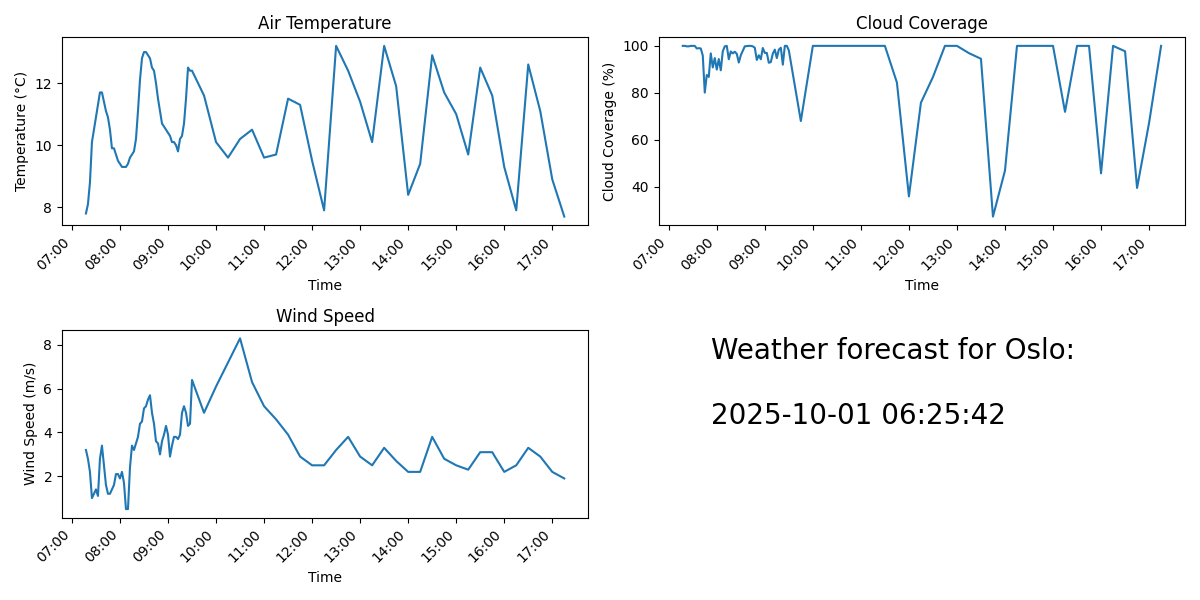 Air Temperature
Temperature (°C)
12
10
8
07:00 08:00 09:00 10:00 11:00 12:00 13:00 14:00 15:00 16:00 17:00
Time
Cloud Coverage
Cloud Coverage (%)
100
80
60
40
07:00 08:00 09:00 10:00 11:00 12:00 13:00 14:00 15:00 16:00 17:00
Time
Wind Speed
Wind Speed (m/s)
8
6
4
2
07:00 08:00 09:00 10:00 11:00 12:00 13:00 14:00 15:00 16:00 17:00
Time
Weather forecast for Oslo:
2025-10-01 06:25:42